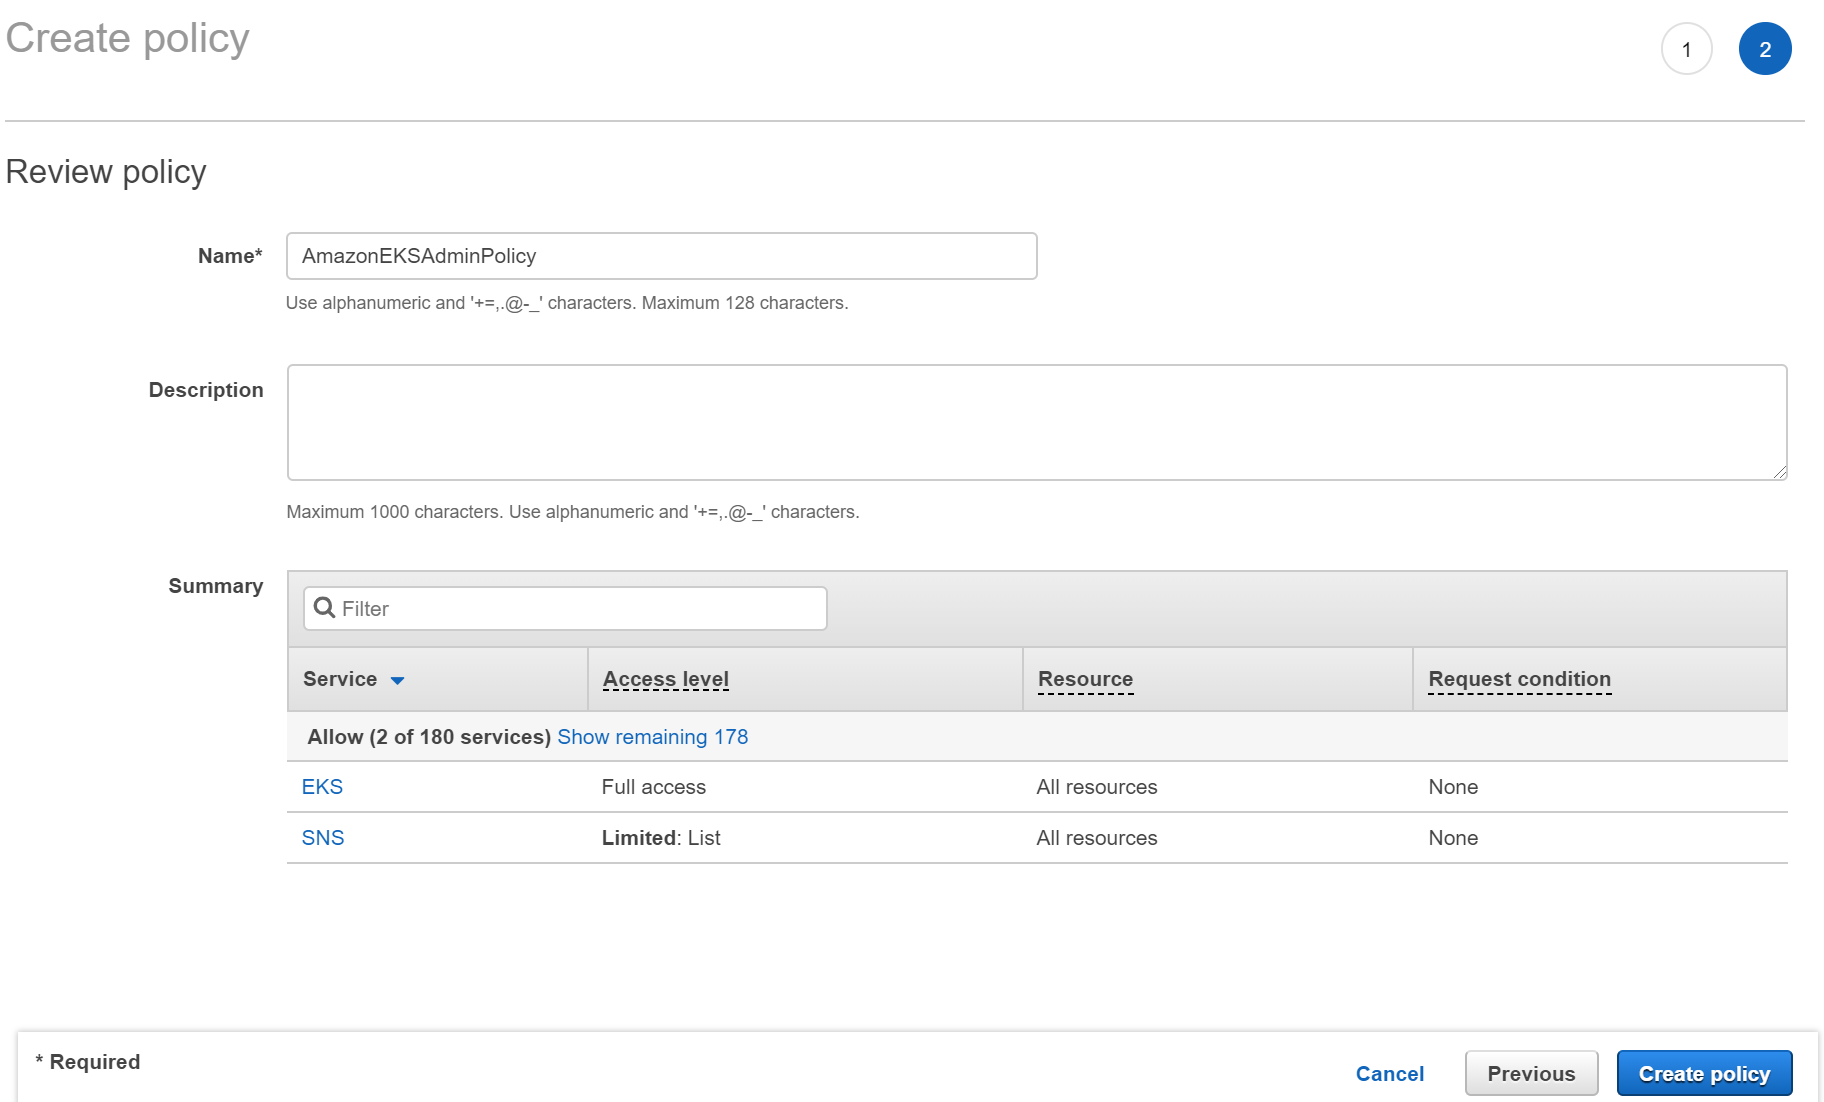 Create policy
1
2
Review policy
Name*
AmazonEKSAdminPolicy
Use alphanumeric and '+=,.@-_' characters. Maximum 128 characters.
Description
Maximum 1000 characters. Use alphanumeric and '+=,.@-_' characters.
Summary
Filter
Service Access level Resource Request condition
Allow (2 of 180 services) Show remaining 178
EKS Full access All resources None
SNS Limited: List All resources None
* Required
Cancel Previous Create policy